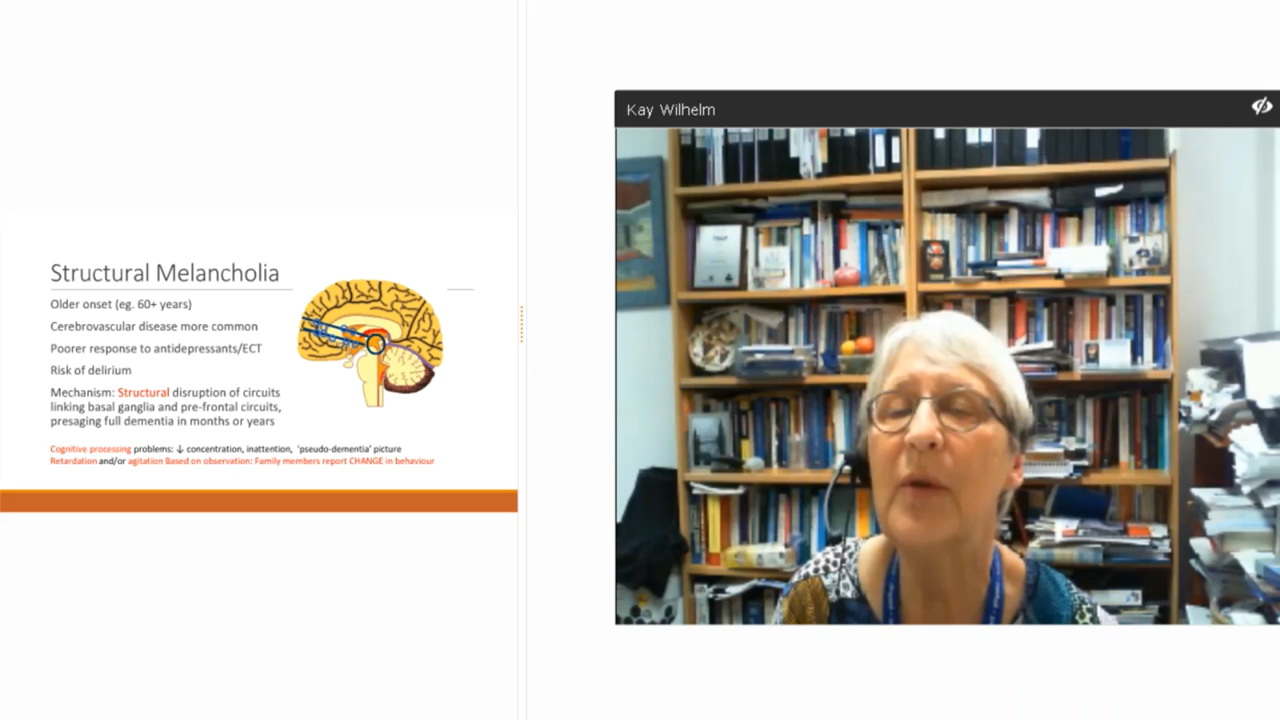 Structural Melancholia
Older onset (eg. 60+ years)
Cerebrovascular disease more common
Poorer response to antidepressants/ECT
Risk of delirium
Mechanism: Structural disruption of circuits
linking basal ganglia and pre-frontal circuits,
presaging full dementia in months or years
Cognitive processing problems: ↓ concentration, inattention, 'pseudo-dementia' picture
Retardation and/or agitation Based on observation: Family members report CHANGE in behaviour
Kay Wilhelm